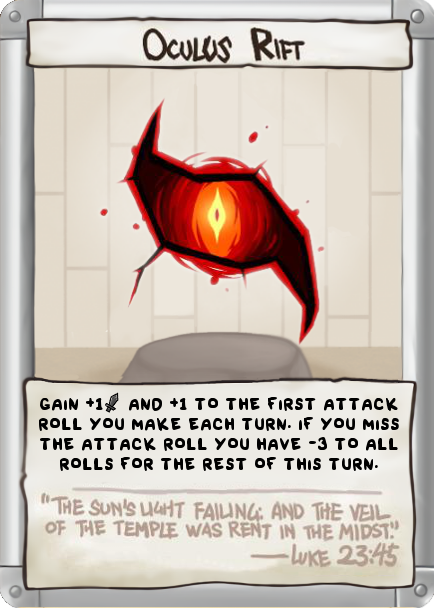 Oculus Rift
GAIN +1 AND +1 TO THE FIRST ATTACK
ROLL YOU MAKE EACH TURN. IF YOU MISS
THE ATTACK ROLL YOU HAVE -3 TO ALL
ROLLS FOR THE REST OF THIS TURN.
"THE SUN'S LIGHT FAILING: AND THE VEIL
OF THE TEMPLE WAS RENT IN THE MIDST."
—LUKE 23:45